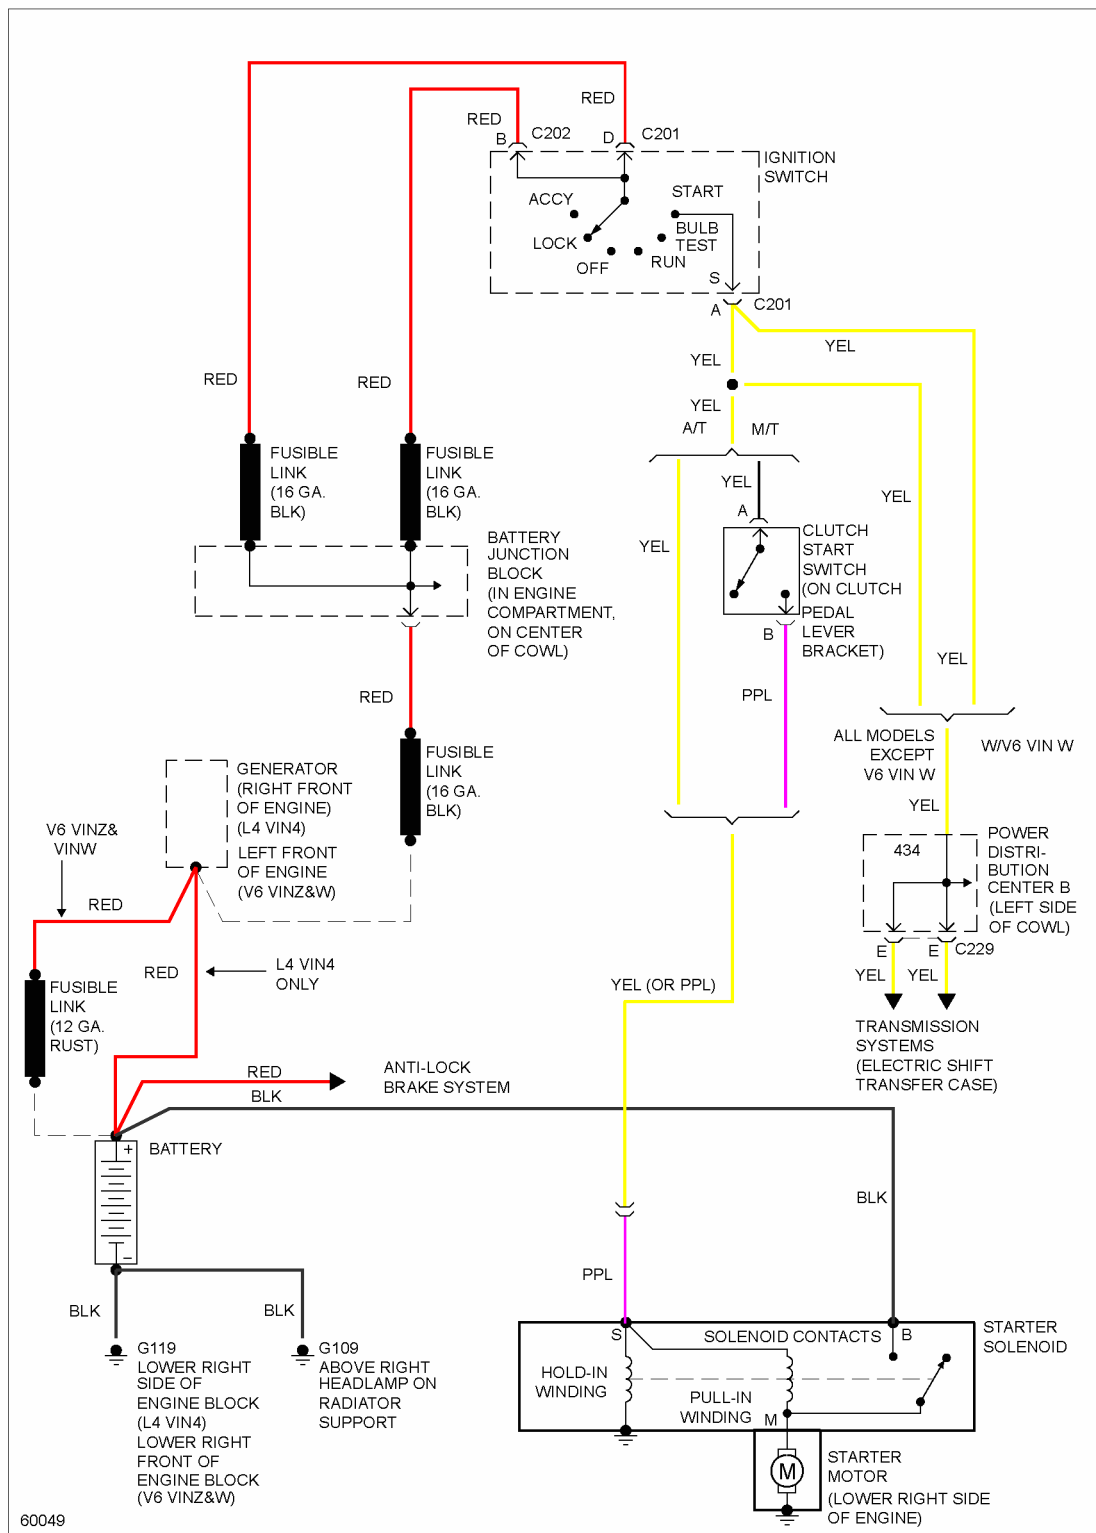 RED
RED
B
C202
D
C201
IGNITION
SWITCH
ACCY
START
LOCK
BULB
TEST
OFF
RUN
S
A
C201
YEL
YEL
RED
RED
YEL
A/T
M/T
FUSIBLE
LINK
(16 GA.
BLK)
FUSIBLE
LINK
(16 GA.
BLK)
YEL
YEL
A
YEL
BATTERY
JUNCTION
BLOCK
(IN ENGINE
COMPARTMENT,
ON CENTER
OF COWL)
CLUTCH
START
SWITCH
(ON CLUTCH
PEDAL
LEVER
BRACKET)
B
YEL
RED
PPL
ALL MODELS
EXCEPT
V6 VIN W
W/V6 VIN W
FUSIBLE
LINK
(16 GA.
BLK)
GENERATOR
(RIGHT FRONT
OF ENGINE)
(L4 VIN4)
LEFT FRONT
OF ENGINE
(V6 VINZ&W)
YEL
V6 VINZ&
VINW
434
POWER
DISTRI-
BUTION
CENTER B
(LEFT SIDE
OF COWL)
RED
E
E
C229
RED
L4 VIN4
ONLY
YEL
YEL
YEL (OR PPL)
FUSIBLE
LINK
(12 GA.
RUST)
TRANSMISSION
SYSTEMS
(ELECTRIC SHIFT
TRANSFER CASE)
RED
ANTI-LOCK
BRAKE SYSTEM
BLK
+
BATTERY
BLK
−
PPL
BLK
BLK
G119
LOWER RIGHT
SIDE OF
ENGINE BLOCK
(L4 VIN4)
LOWER RIGHT
FRONT OF
ENGINE BLOCK
(V6 VINZ&W)
G109
ABOVE RIGHT
HEADLAMP ON
RADIATOR
SUPPORT
S
SOLENOID CONTACTS
B
STARTER
SOLENOID
HOLD-IN
WINDING
PULL-IN
WINDING
M
M
STARTER
MOTOR
(LOWER RIGHT SIDE
OF ENGINE)
60049